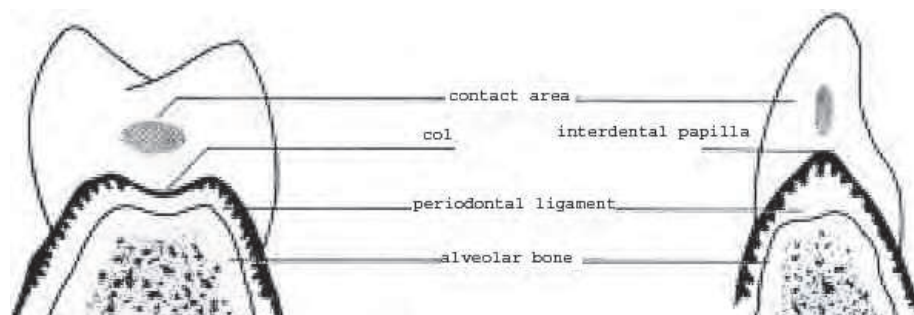 contact area
col
interdental papilla
periodontal ligament
alveolar bone